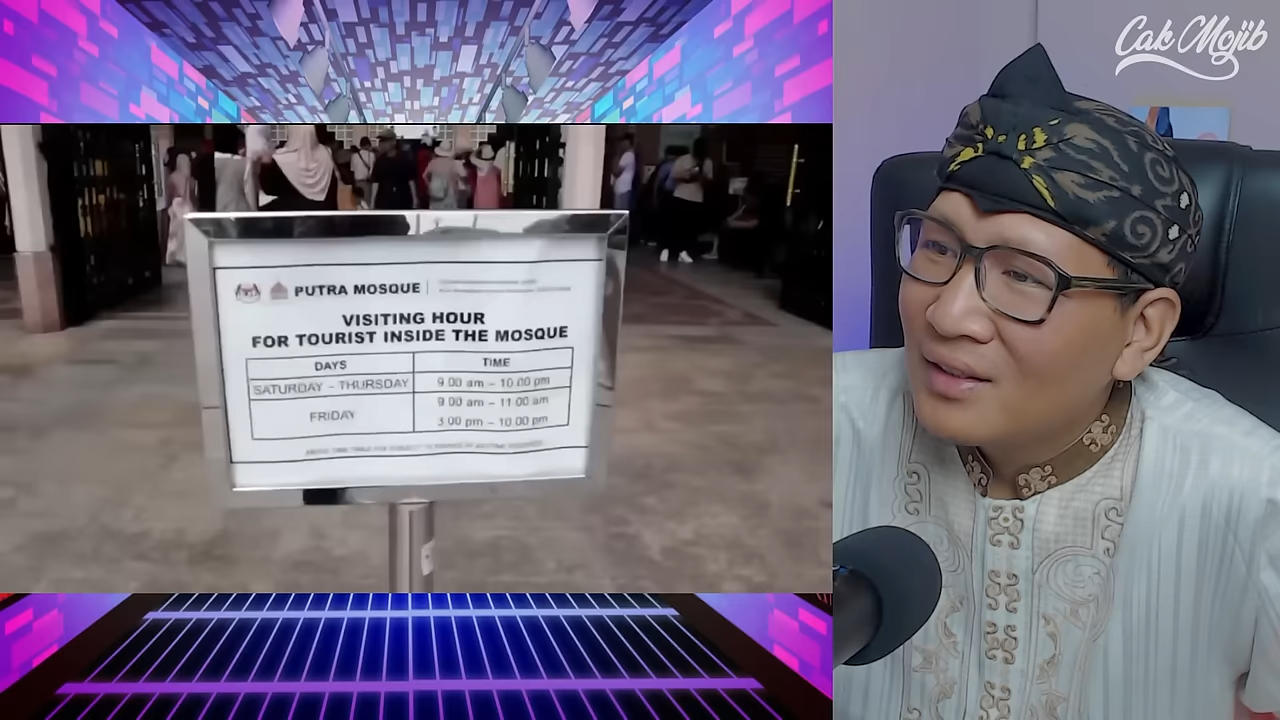 Cak Mojib
PUTRA MOSQUE
VISITING HOUR
FOR TOURIST INSIDE THE MOSQUE
DAYS TIME
SATURDAY – THURSDAY 9.00 am – 10.00 pm
FRIDAY 9.00 am – 11.00 am
3.00 pm – 10.00 pm